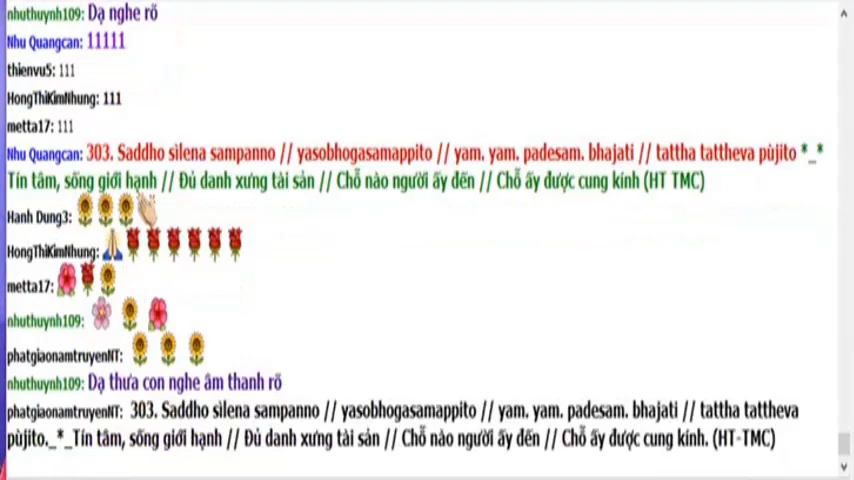 nhuthuynh109: Dạ nghe rõ
Nhu Quangcan: 11111
thienvu5: 111
HongThiKimNhung: 111
metta17: 111
Nhu Quangcan: 303. Saddho sìlena sampanno // yasobhogasamappito // yam. yam. padesam. bhajati // tattha tattheva pùjito *_*
Tín tâm, sống giới hạnh // Đủ danh xưng tài sản // Chỗ nào người ấy đến // Chỗ ấy được cung kính (HT TMC)
Hanh Dung3:
HongThiKimNhung:
metta17:
nhuthuynh109:
phatgiaonamtruyenNT:
nhuthuynh109: Dạ thưa con nghe âm thanh rõ
phatgiaonamtruyenNT: 303. Saddho sìlena sampanno // yasobhogasamappito // yam. yam. padesam. bhajati // tattha tattheva
pùjito._*_Tín tâm, sống giới hạnh // Đủ danh xưng tài sản // Chỗ nào người ấy đến // Chỗ ấy được cung kính. (HT-TMC)